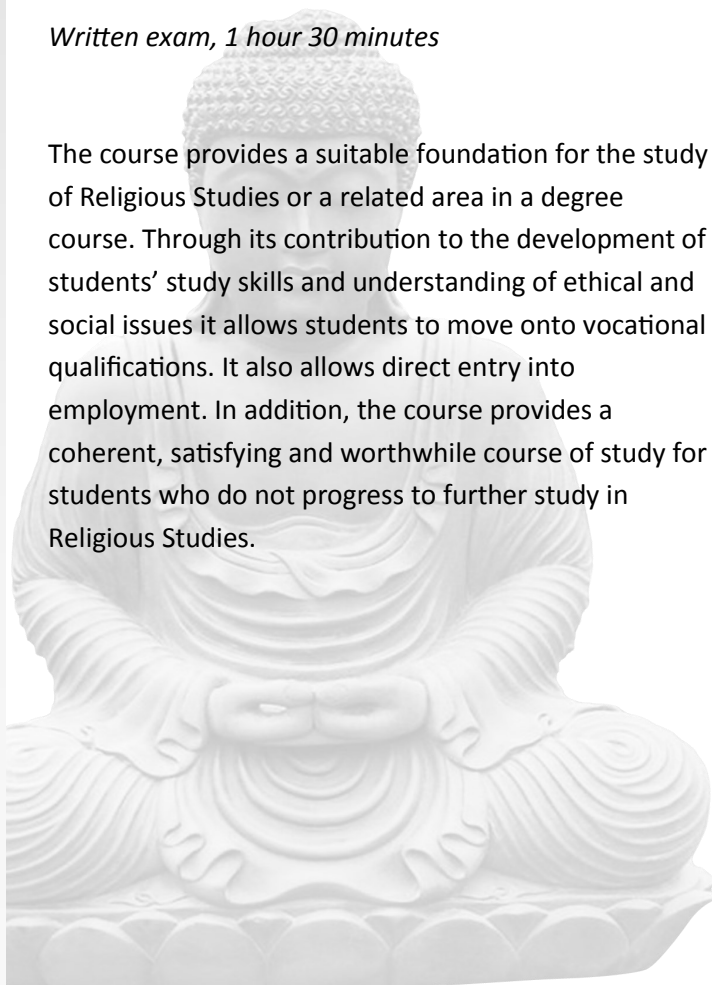 Written exam, 1 hour 30 minutes
The course provides a suitable foundation for the study
of Religious Studies or a related area in a degree
course. Through its contribution to the development of
students’ study skills and understanding of ethical and
social issues it allows students to move onto vocational
qualifications. It also allows direct entry into
employment. In addition, the course provides a
coherent, satisfying and worthwhile course of study for
students who do not progress to further study in
Religious Studies.